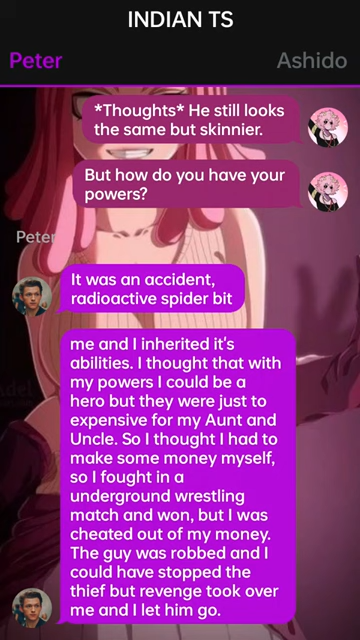 INDIAN TS
Peter
Ashido
*Thoughts* He still looks
the same but skinnier.
But how do you have your
powers?
Peter
It was an accident,
radioactive spider bit
me and I inherited it's
abilities. I thought that with
my powers I could be a
hero but they were just to
expensive for my Aunt and
Uncle. So I thought I had to
make some money myself,
so I fought in a
underground wrestling
match and won, but I was
cheated out of my money.
The guy was robbed and I
could have stopped the
thief but revenge took over
me and I let him go.